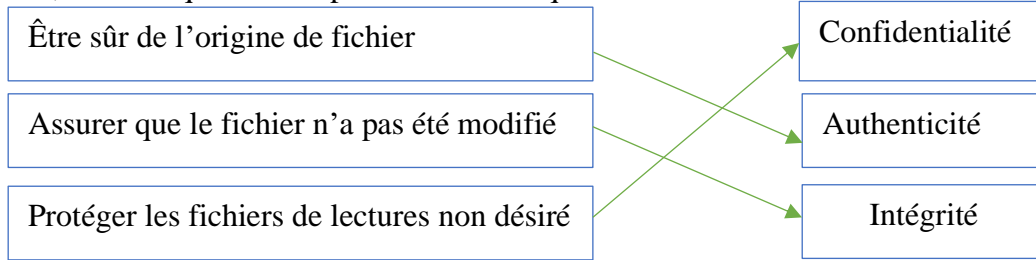 Être sûr de l’origine de fichier
Confidentialité
Assurer que le fichier n’a pas été modifié
Authenticité
Protéger les fichiers de lectures non désiré
Intégrité